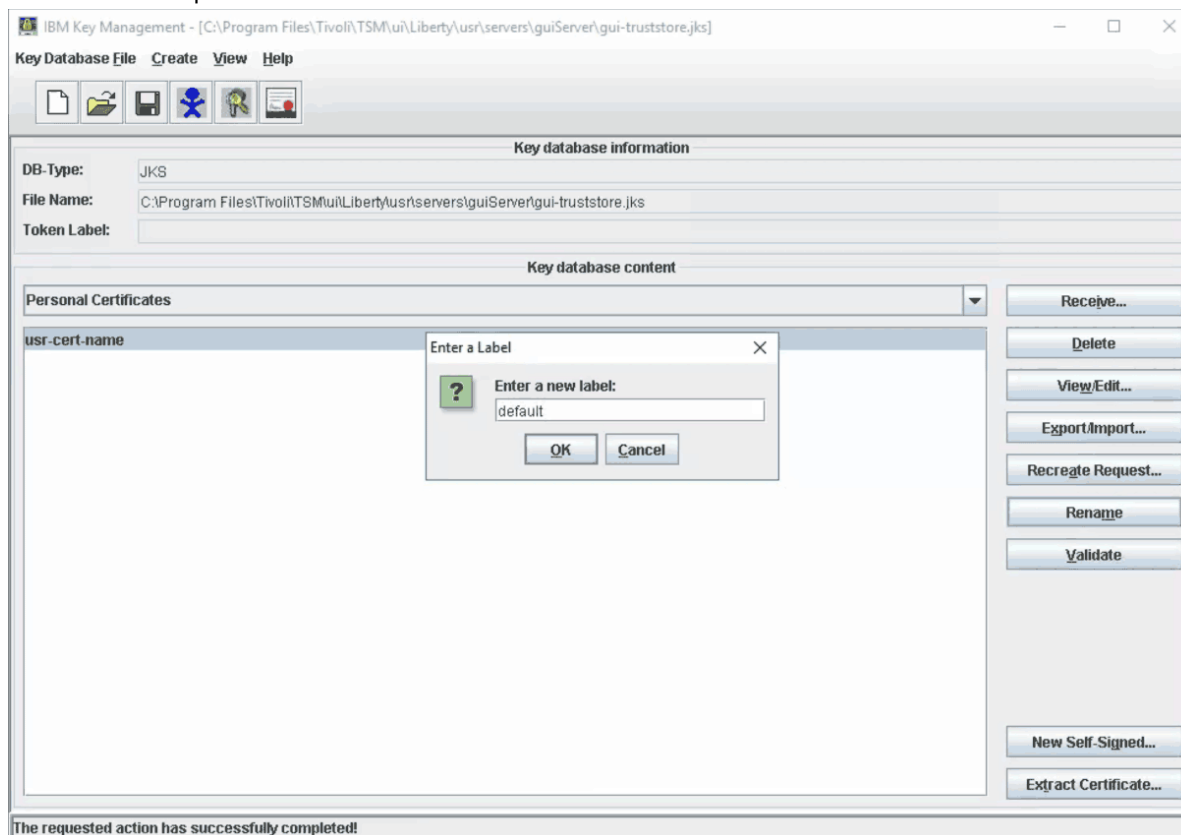 IBM Key Management - [C:\Program Files\Tivoli\TSM\ui\Liberty\usr\servers\guiServer\gui-truststore.jks]
Key Database File Create View Help
Key database information
DB-Type: JKS
File Name: C:\Program Files\Tivoli\TSM\ui\Liberty\usr\servers\guiServer\gui-truststore.jks
Token Label:
Key database content
Personal Certificates
Receive...
usr-cert-name
Delete
Enter a Label
Enter a new label:
default
OK Cancel
View/Edit...
Export/Import...
Recreate Request...
Rename
Validate
New Self-Signed...
Extract Certificate...
The requested action has successfully completed!